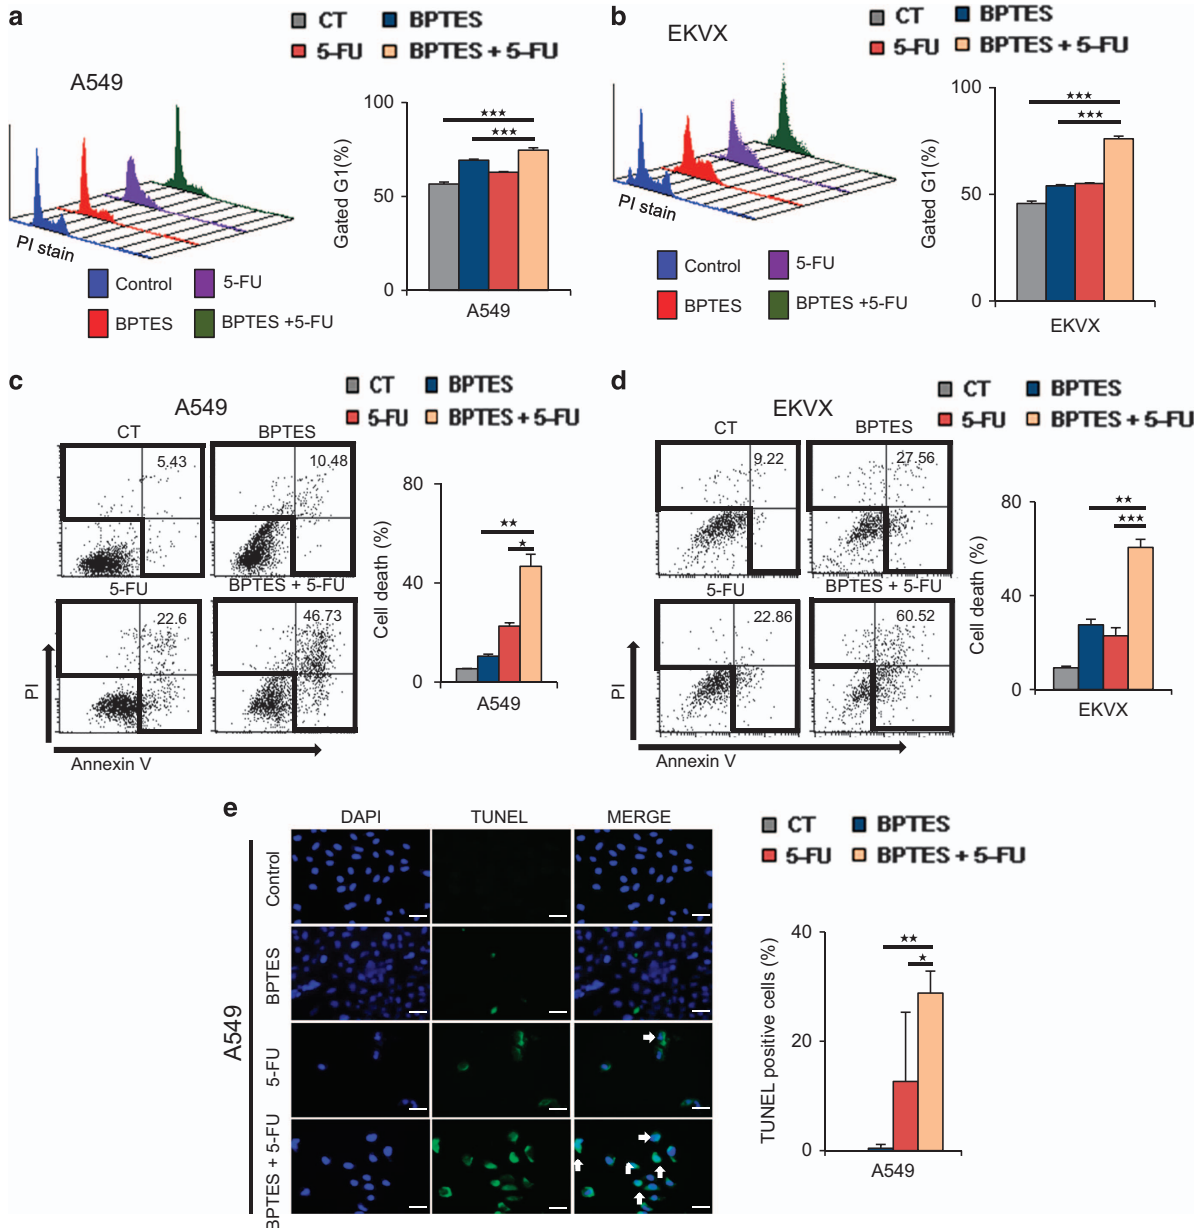 a
CT
BPTES
5-FU
BPTES + 5-FU
A549
PI stain
Control
5-FU
BPTES
BPTES +5-FU
Gated G1(%)
100
50
0
★★★
★★★
A549
b
CT
BPTES
5-FU
BPTES + 5-FU
EKVX
PI stain
Control
5-FU
BPTES
BPTES +5-FU
Gated G1(%)
100
50
0
★★★
★★★
EKVX
c
CT
BPTES
5-FU
BPTES + 5-FU
A549
CT
BPTES
5.43
10.48
5-FU
BPTES + 5-FU
22.6
46.73
PI
Annexin V
Cell death (%)
80
40
0
★★
★
A549
d
CT
BPTES
5-FU
BPTES + 5-FU
EKVX
CT
BPTES
9.22
27.56
5-FU
BPTES + 5-FU
22.86
60.52
PI
Annexin V
Cell death (%)
80
40
0
★★
★★★
EKVX
e
DAPI
TUNEL
MERGE
A549
Control
BPTES
5-FU
BPTES + 5-FU
CT
BPTES
5-FU
BPTES + 5-FU
TUNEL positive cells (%)
40
20
0
★★
★
A549